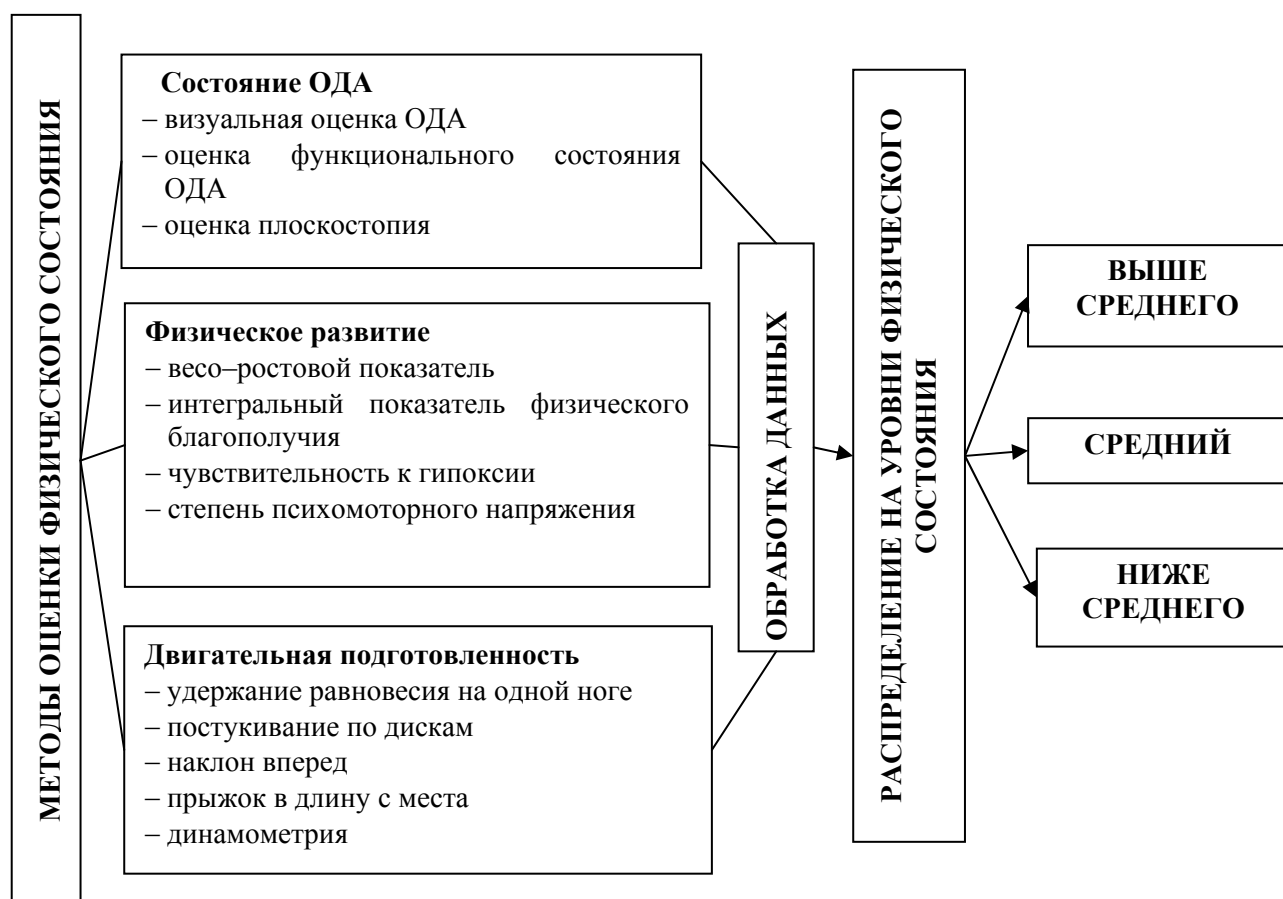 МЕТОДЫ ОЦЕНКИ ФИЗИЧЕСКОГО СОСТОЯНИЯ
Состояние ОДА
– визуальная оценка ОДА
– оценка функционального состояния
ОДА
– оценка плоскостопия
Физическое развитие
– весо–ростовой показатель
– интегральный показатель физического
благополучия
– чувствительность к гипоксии
– степень психомоторного напряжения
Двигательная подготовленность
– удержание равновесия на одной ноге
– постукивание по дискам
– наклон вперед
– прыжок в длину с места
– динамометрия
ОБРАБОТКА ДАННЫХ
РАСПРЕДЕЛЕНИЕ НА УРОВНИ ФИЗИЧЕСКОГО
СОСТОЯНИЯ
ВЫШЕ
СРЕДНЕГО
СРЕДНИЙ
НИЖЕ
СРЕДНЕГО